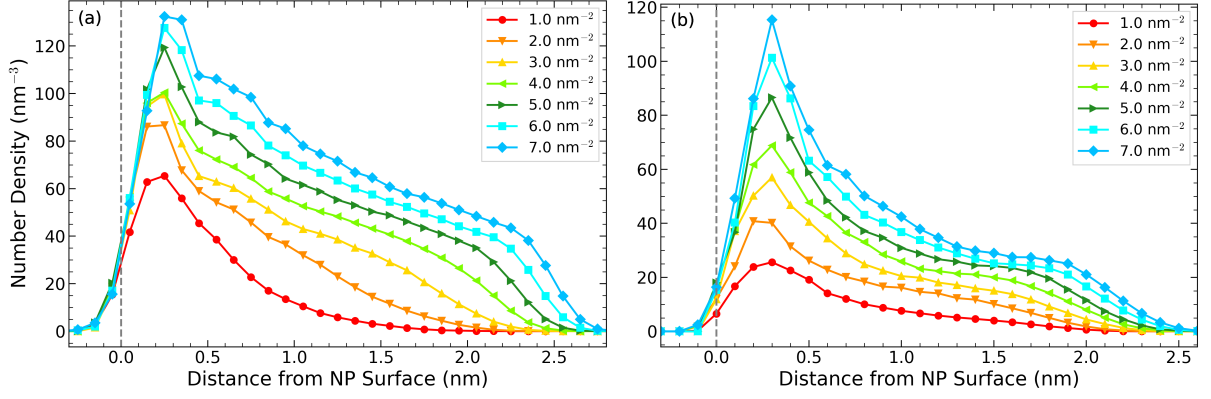 (a)
1.0 nm⁻²
2.0 nm⁻²
3.0 nm⁻²
4.0 nm⁻²
5.0 nm⁻²
6.0 nm⁻²
7.0 nm⁻²
120
100
80
60
40
20
0
Number Density (nm⁻³)
0.0 0.5 1.0 1.5 2.0 2.5
Distance from NP Surface (nm)
(b)
1.0 nm⁻²
2.0 nm⁻²
3.0 nm⁻²
4.0 nm⁻²
5.0 nm⁻²
6.0 nm⁻²
7.0 nm⁻²
120
100
80
60
40
20
0
0.0 0.5 1.0 1.5 2.0 2.5
Distance from NP Surface (nm)